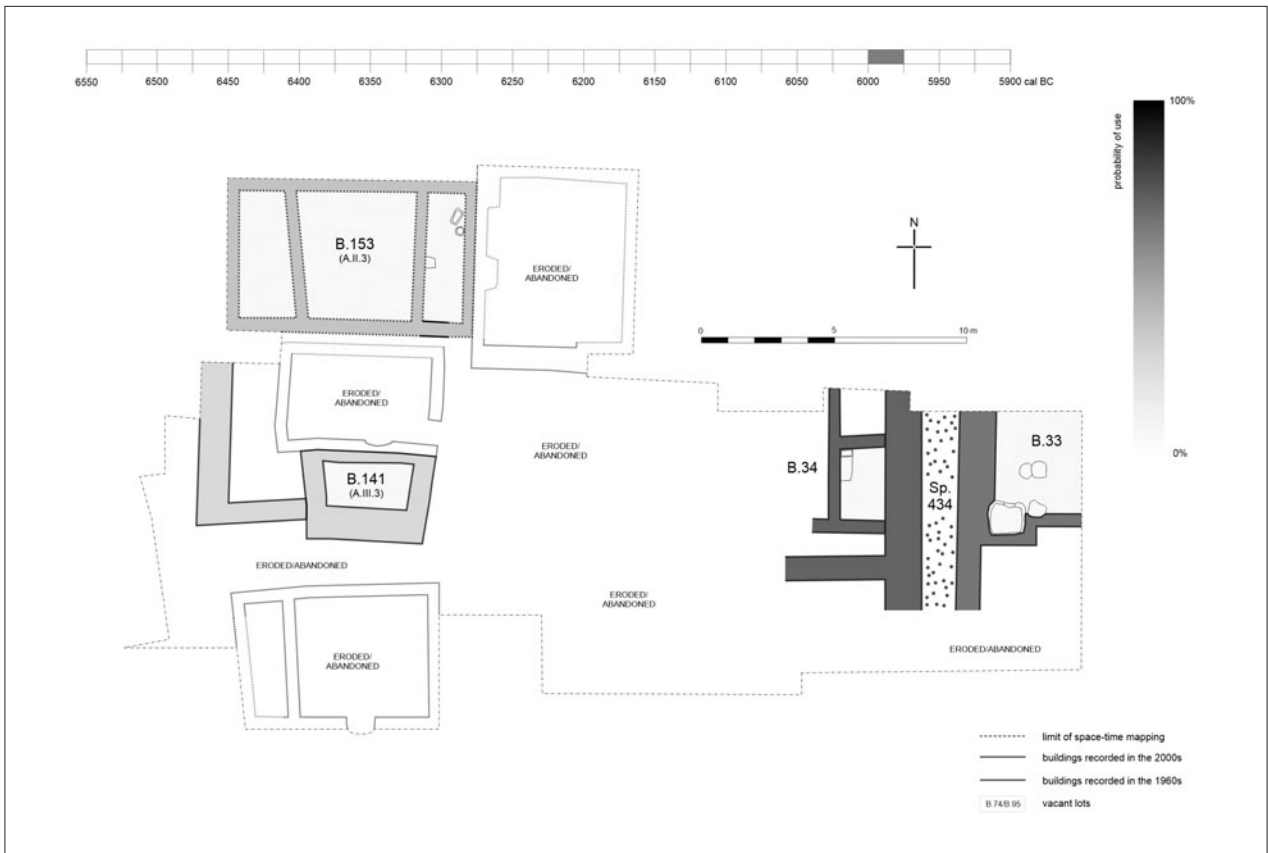 6550 6500 6450 6400 6350 6300 6250 6200 6150 6100 6050 6000 5950 5900 cal BC
100%
probability of use
0%
N
0 5 10 m
B.153
(A.II.3)
ERODED/
ABANDONED
ERODED/
ABANDONED
B.141
(A.III.3)
ERODED/
ABANDONED
B.34
Sp.
434
B.33
ERODED/ABANDONED
ERODED/
ABANDONED
ERODED/
ABANDONED
ERODED/ABANDONED
limit of space-time mapping
buildings recorded in the 2000s
buildings recorded in the 1960s
B.74/B.95 vacant lots